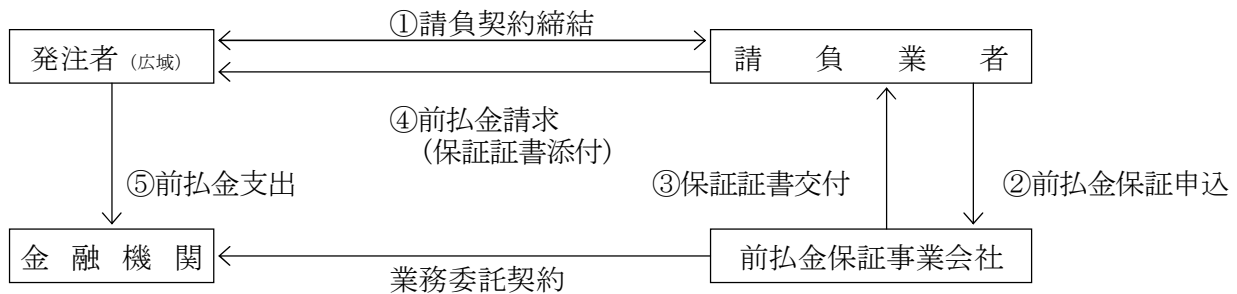 ①請負契約締結
発注者（広域）
請負業者
④前払金請求
（保証証書添付）
⑤前払金支出
③保証証書交付
②前払金保証申込
金融機関
前払金保証事業会社
業務委託契約